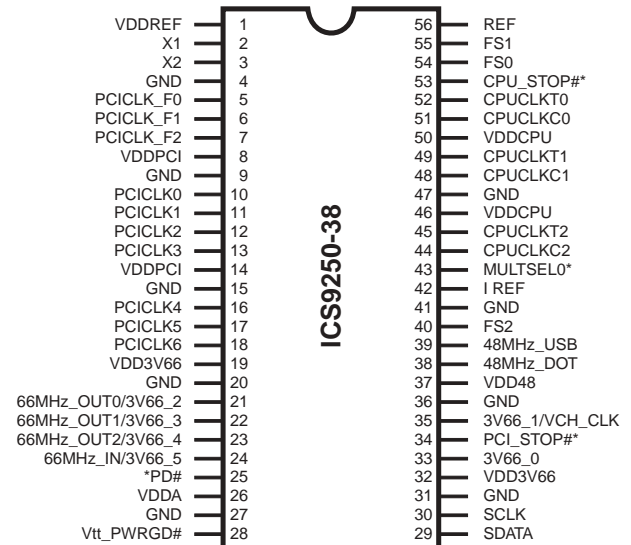 VDDREF 1 56 REF
X1 2 55 FS1
X2 3 54 FS0
GND 4 53 CPU_STOP#*
PCICLK_F0 5 52 CPUCLKT0
PCICLK_F1 6 51 CPUCLKC0
PCICLK_F2 7 50 VDDCPU
VDDPCI 8 49 CPUCLKT1
GND 9 48 CPUCLKC1
PCICLK0 10 47 GND
PCICLK1 11 46 VDDCPU
PCICLK2 12 45 CPUCLKT2
PCICLK3 13 44 CPUCLKC2
VDDPCI 14 43 MULTSEL0*
GND 15 42 I REF
PCICLK4 16 41 GND
PCICLK5 17 40 FS2
PCICLK6 18 39 48MHz_USB
VDD3V66 19 38 48MHz_DOT
GND 20 37 VDD48
66MHz_OUT0/3V66_2 21 36 GND
66MHz_OUT1/3V66_3 22 35 3V66_1/VCH_CLK
66MHz_OUT2/3V66_4 23 34 PCI_STOP#*
66MHz_IN/3V66_5 24 33 3V66_0
*PD# 25 32 VDD3V66
VDDA 26 31 GND
GND 27 30 SCLK
Vtt_PWRGD# 28 29 SDATA
ICS9250-38